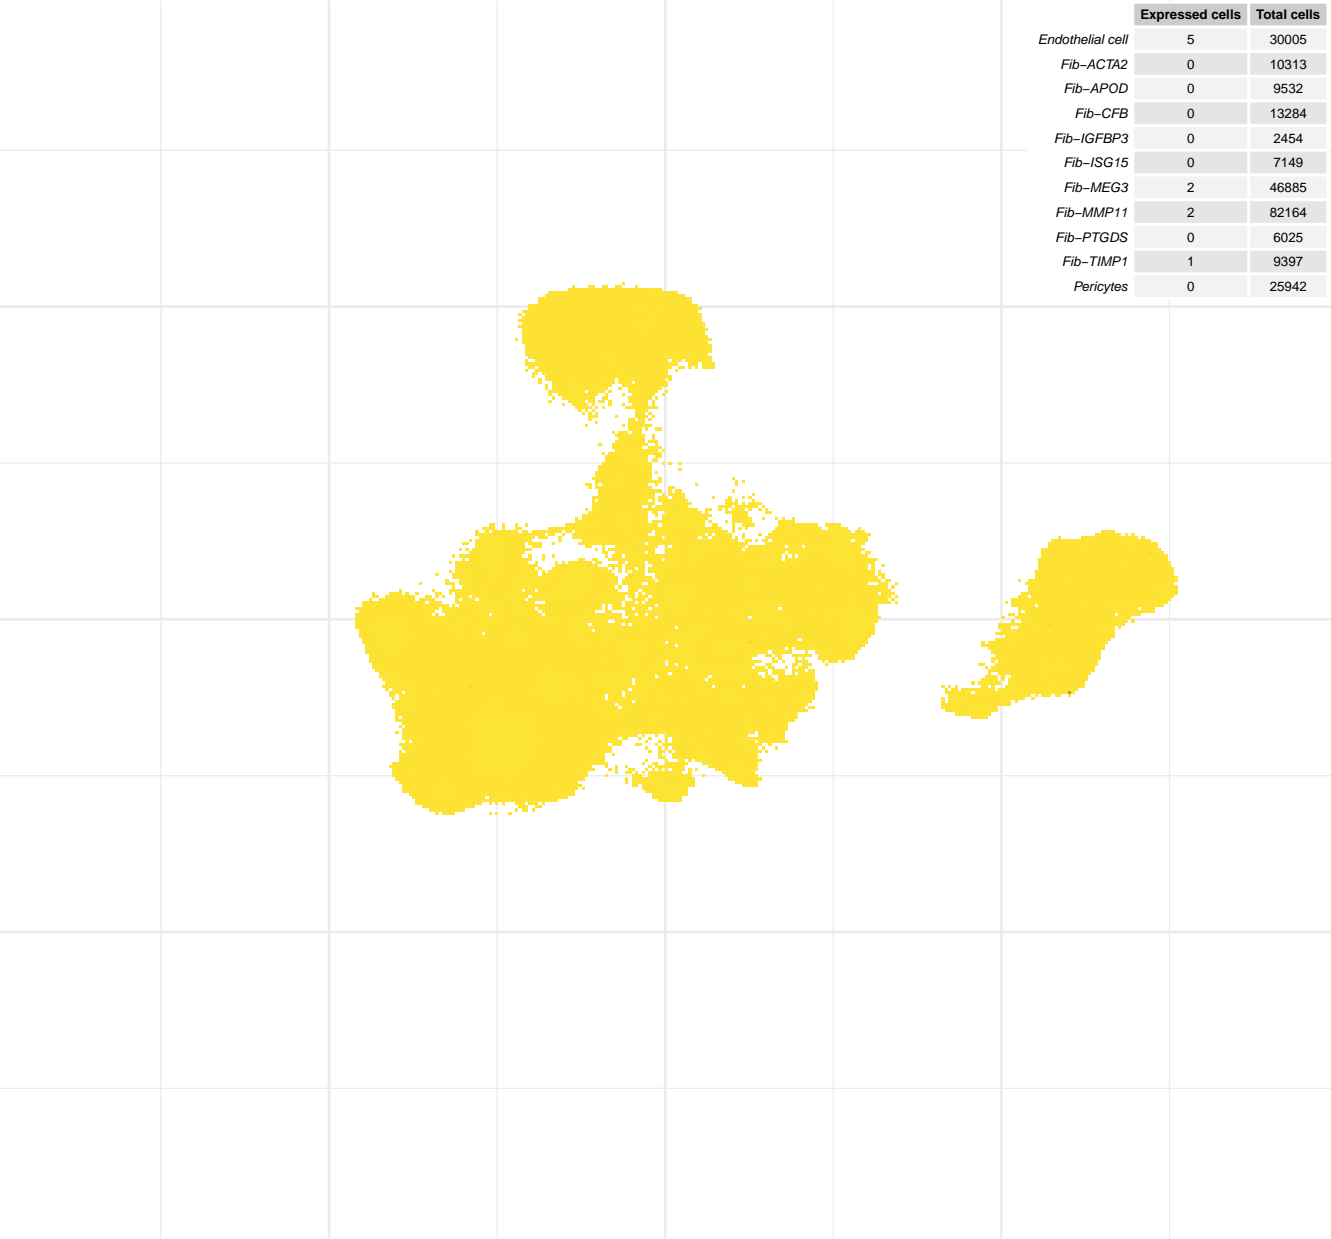 Expressed cells Total cells
Endothelial cell 5 30005
Fib−ACTA2 0 10313
Fib−APOD 0 9532
Fib−CFB 0 13284
Fib−IGFBP3 0 2454
Fib−ISG15 0 7149
Fib−MEG3 2 46885
Fib−MMP11 2 82164
Fib−PTGDS 0 6025
Fib−TIMP1 1 9397
Pericytes 0 25942